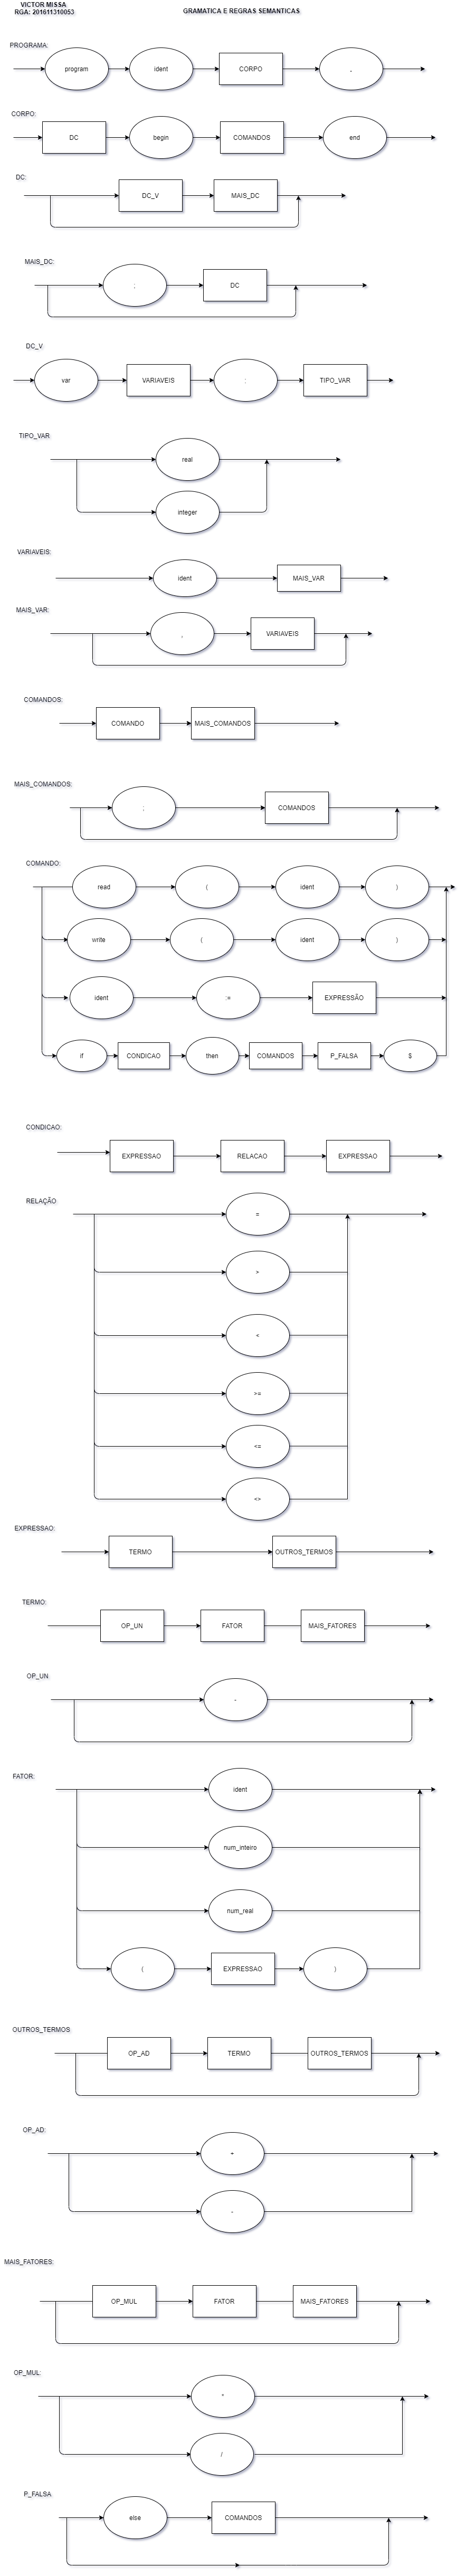 VICTOR MISSA
RGA: 201611310053
GRAMATICA E REGRAS SEMANTICAS
PROGRAMA:
program ident CORPO
CORPO:
DC begin COMANDOS end
DC:
DC_V MAIS_DC
MAIS_DC:
; DC
DC_V:
var VARIAVEIS : TIPO_VAR
TIPO_VAR
real
integer
VARIAVEIS:
ident MAIS_VAR
MAIS_VAR:
, VARIAVEIS
COMANDOS:
COMANDO MAIS_COMANDOS
MAIS_COMANDOS:
; COMANDOS
COMANDO:
read ( ident )
write ( ident )
ident EXPRESSÃO
if CONDICAO then COMANDOS P_FALSA $
CONDICAO:
EXPRESSAO RELACAO EXPRESSAO
RELAÇÃO
=
>
<
>=
<=
<>
EXPRESSAO:
TERMO OUTROS_TERMOS
TERMO:
OP_UN FATOR MAIS_FATORES
OP_UN
-
FATOR:
ident
num_inteiro
num_real
( EXPRESSAO )
OUTROS_TERMOS
OP_AD TERMO OUTROS_TERMOS
OP_AD:
+
-
MAIS_FATORES:
OP_MUL FATOR MAIS_FATORES
OP_MUL:
*
/
P_FALSA
else COMANDOS